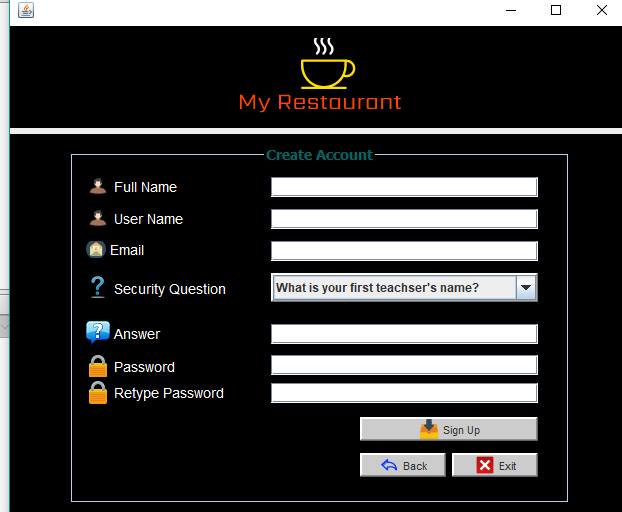 My Restaurant
Create Account
Full Name
User Name
Email
Security Question
What is your first teachser's name?
Answer
Password
Retype Password
Sign Up
Back
Exit